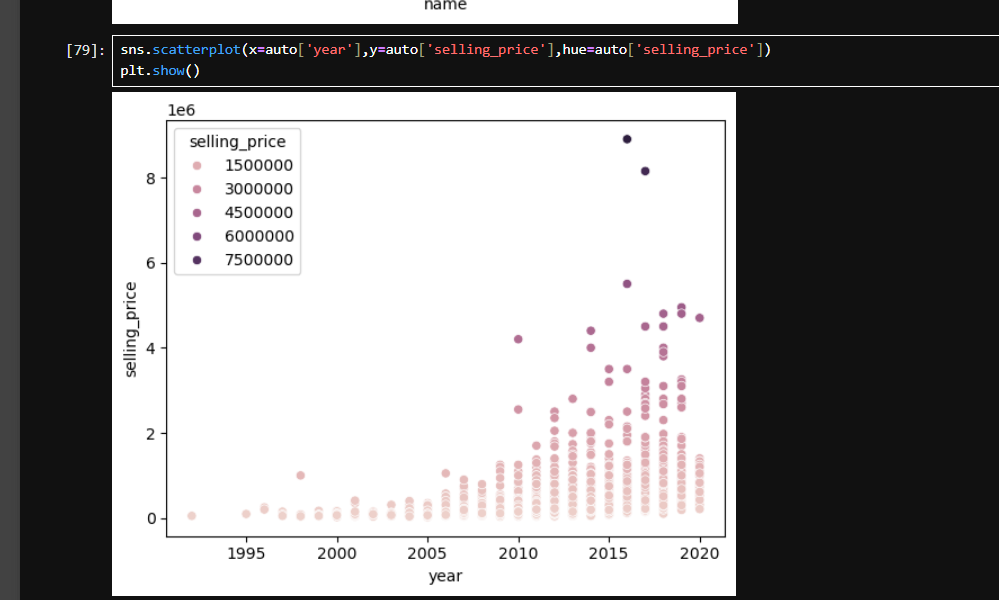 name
[79]: sns.scatterplot(x=auto['year'],y=auto['selling_price'],hue=auto['selling_price'])
plt.show()
1e6
selling_price
1500000
3000000
4500000
6000000
7500000
8
6
4
2
0
selling_price
1995 2000 2005 2010 2015 2020
year